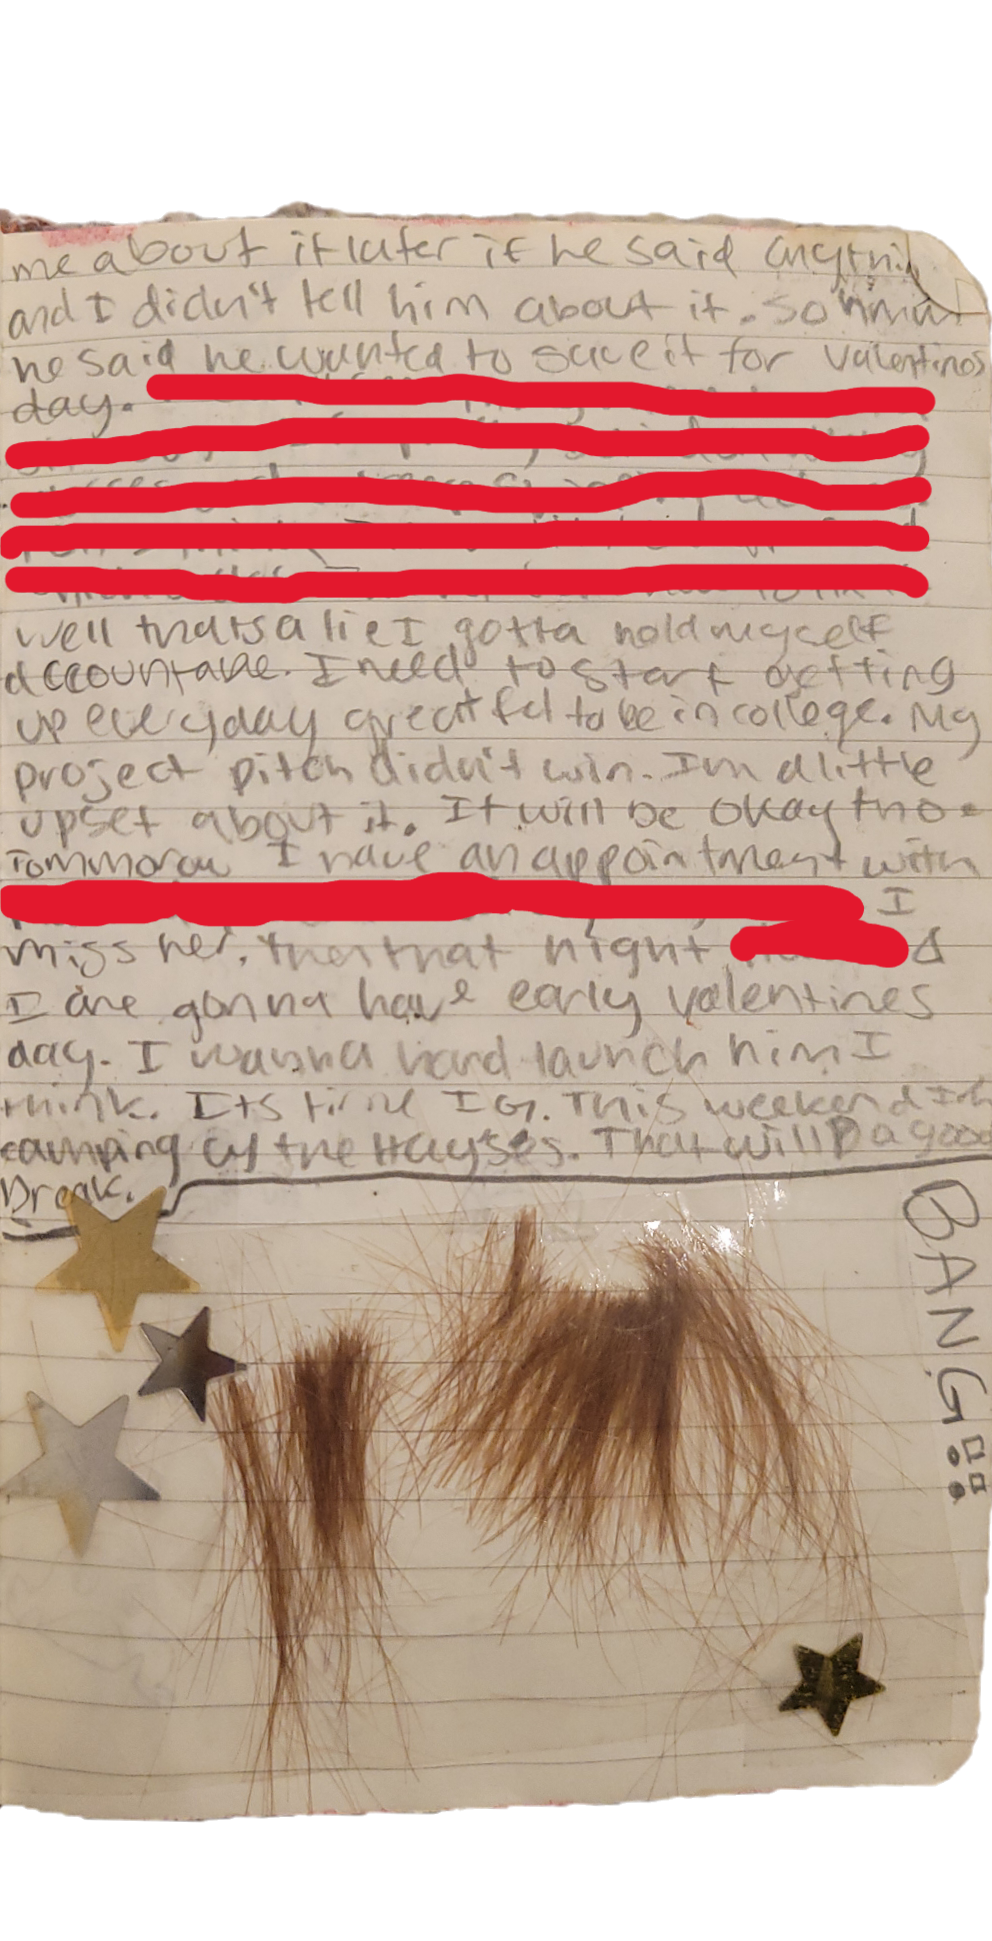 me about it later if he said
and I didn't tell him about it. so
he said he wanted to save it for valentines
day.
well thats a lie I gotta hold myself
accountable. I need to start getting
up everyday greatful to be in college. My
project pitch didn't win. Im a little
upset about it. It will be okay tho.
Tommorow I have an appointment with
I
miss her. then that night &
I are gonna have early valentines
day. I wanna hard launch him I
think. Its time IG. This weekend
camping w/ the Hayses. That will be a good
break.
BANG